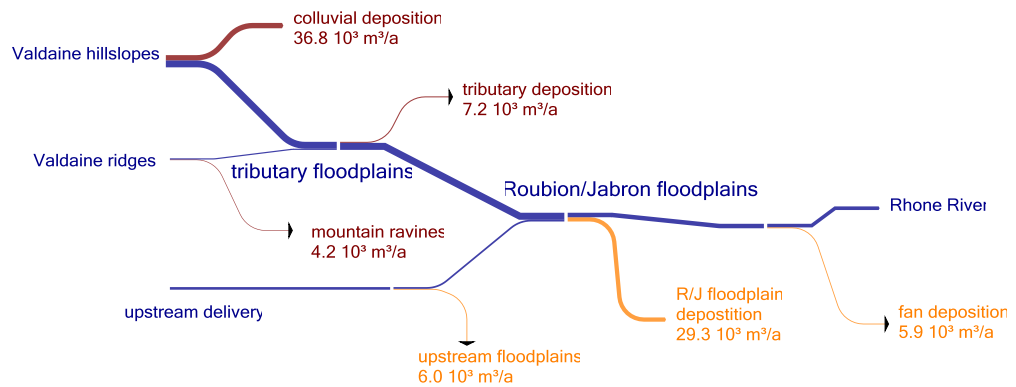 colluvial deposition
36.8 10³ m³/a
Valdaine hillslopes
tributary deposition
7.2 10³ m³/a
Valdaine ridges
tributary floodplains
Roubion/Jabron floodplains
Rhone River
mountain ravines
4.2 10³ m³/a
upstream delivery
R/J floodplain
depostition
29.3 10³ m³/a
fan deposition
5.9 10³ m³/a
upstream floodplains
6.0 10³ m³/a